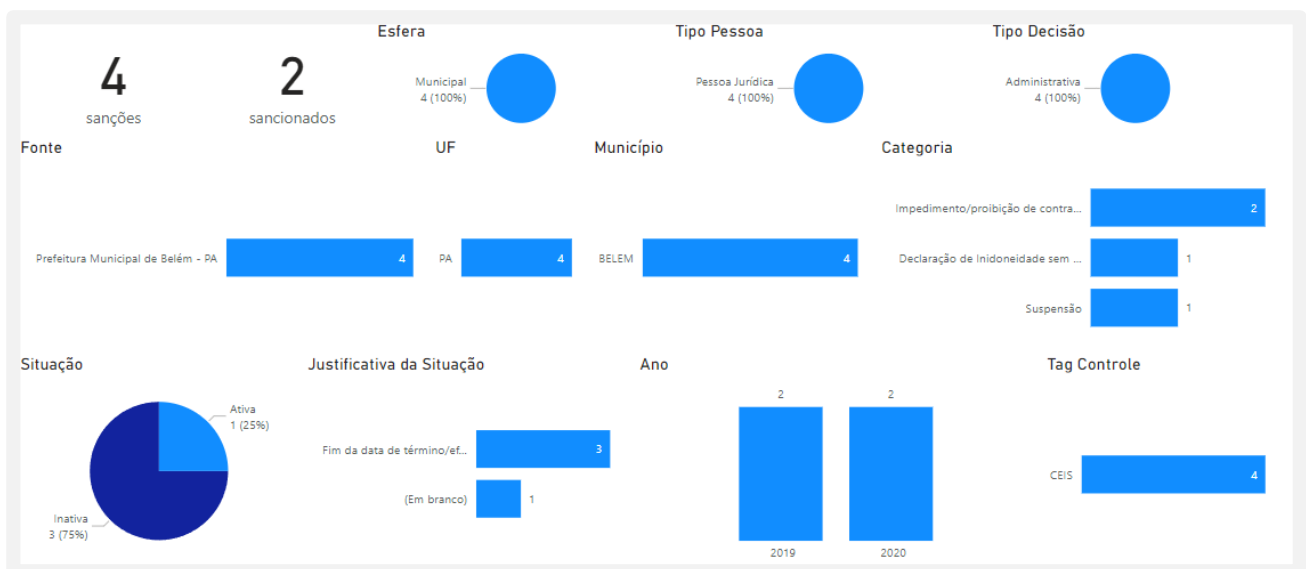 Esfera
Tipo Pessoa
Tipo Decisão
4
sanções
2
sancionados
Municipal
4 (100%)
Pessoa Jurídica
4 (100%)
Administrativa
4 (100%)
Fonte
UF
Município
Categoria
Prefeitura Municipal de Belém - PA
4
PA
4
BELEM
4
Impedimento/proibição de contra...
2
Declaração de Inidoneidade sem ...
1
Suspensão
1
Situação
Justificativa da Situação
Ano
Tag Controle
Ativa
1 (25%)
Inativa
3 (75%)
Fim da data de término/ef...
3
(Em branco)
1
2
2
2019
2020
CEIS
4